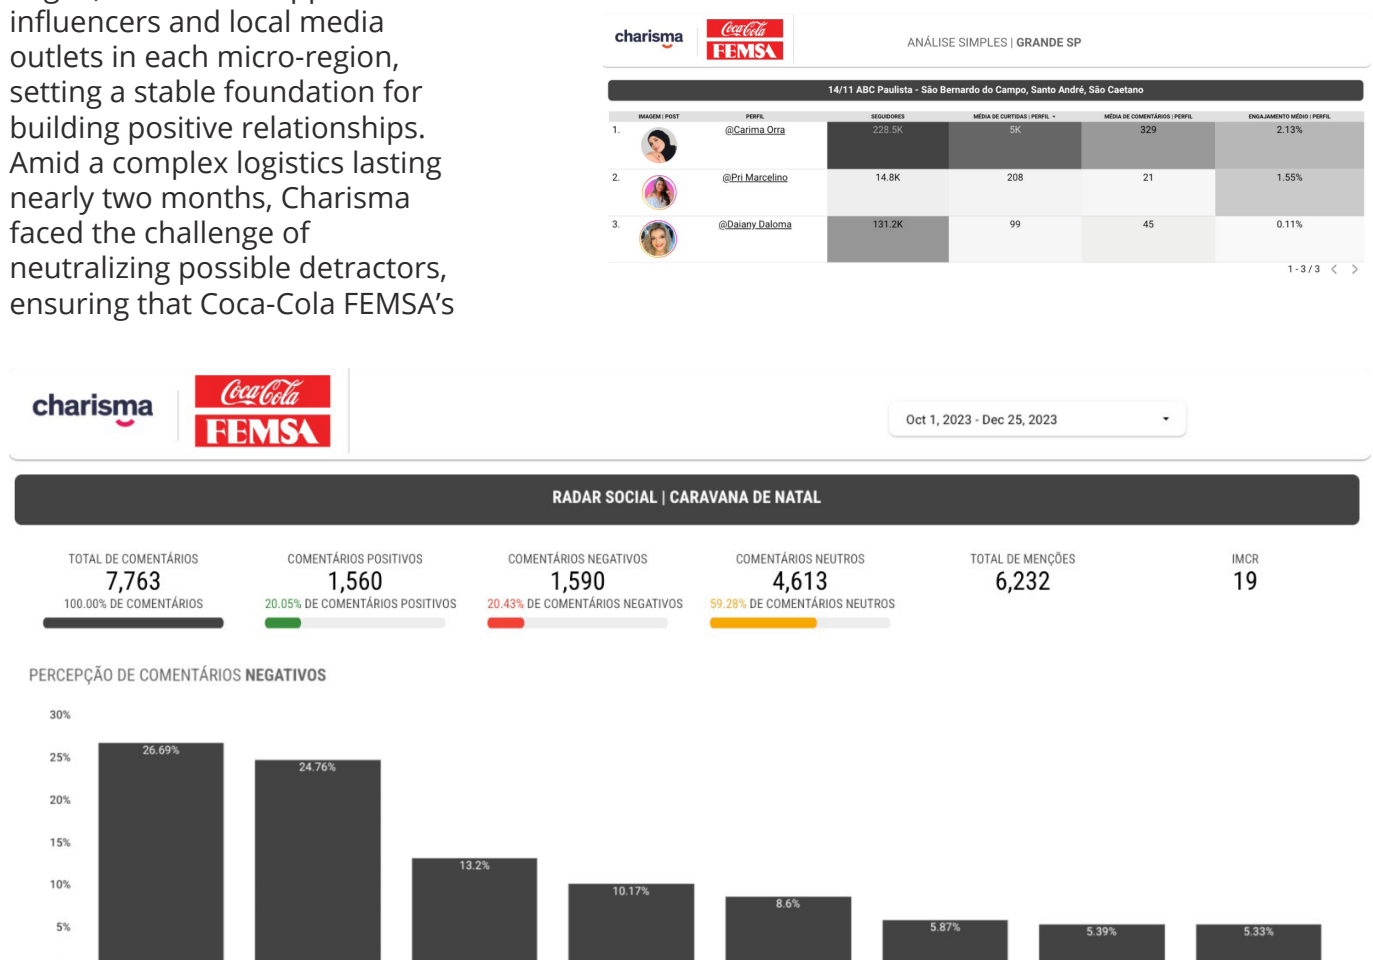 influencers and local media
outlets in each micro-region,
setting a stable foundation for
building positive relationships.
Amid a complex logistics lasting
nearly two months, Charisma
faced the challenge of
neutralizing possible detractors,
ensuring that Coca-Cola FEMSA's
charisma
Coca-Cola
FEMSA
ANÁLISE SIMPLES | GRANDE SP
14/11 ABC Paulista - São Bernardo do Campo, Santo André, São Caetano
IMAGEM | POST PERFIL SEGUIDORES MÉDIA DE CURTIDAS | PERFIL MÉDIA DE COMENTÁRIOS | PERFIL ENGAJAMENTO MÉDIO | PERFIL
1. @Carima Orra 228.5K 5K 329 2.13%
2. @Pri Marcelino 14.8K 208 21 1.55%
3. @Daiany Daloma 131.2K 99 45 0.11%
1 - 3 / 3 < >
charisma
Coca-Cola
FEMSA
Oct 1, 2023 - Dec 25, 2023
RADAR SOCIAL | CARAVANA DE NATAL
TOTAL DE COMENTÁRIOS COMENTÁRIOS POSITIVOS COMENTÁRIOS NEGATIVOS COMENTÁRIOS NEUTROS TOTAL DE MENÇÕES IMCR
7,763 1,560 1,590 4,613 6,232 19
100.00% DE COMENTÁRIOS 20.05% DE COMENTÁRIOS POSITIVOS 20.43% DE COMENTÁRIOS NEGATIVOS 59.28% DE COMENTÁRIOS NEUTROS
PERCEPÇÃO DE COMENTÁRIOS NEGATIVOS
30%
25%
20%
15%
10%
5%
26.69%
24.76%
13.2%
10.17%
8.6%
5.87%
5.39%
5.33%